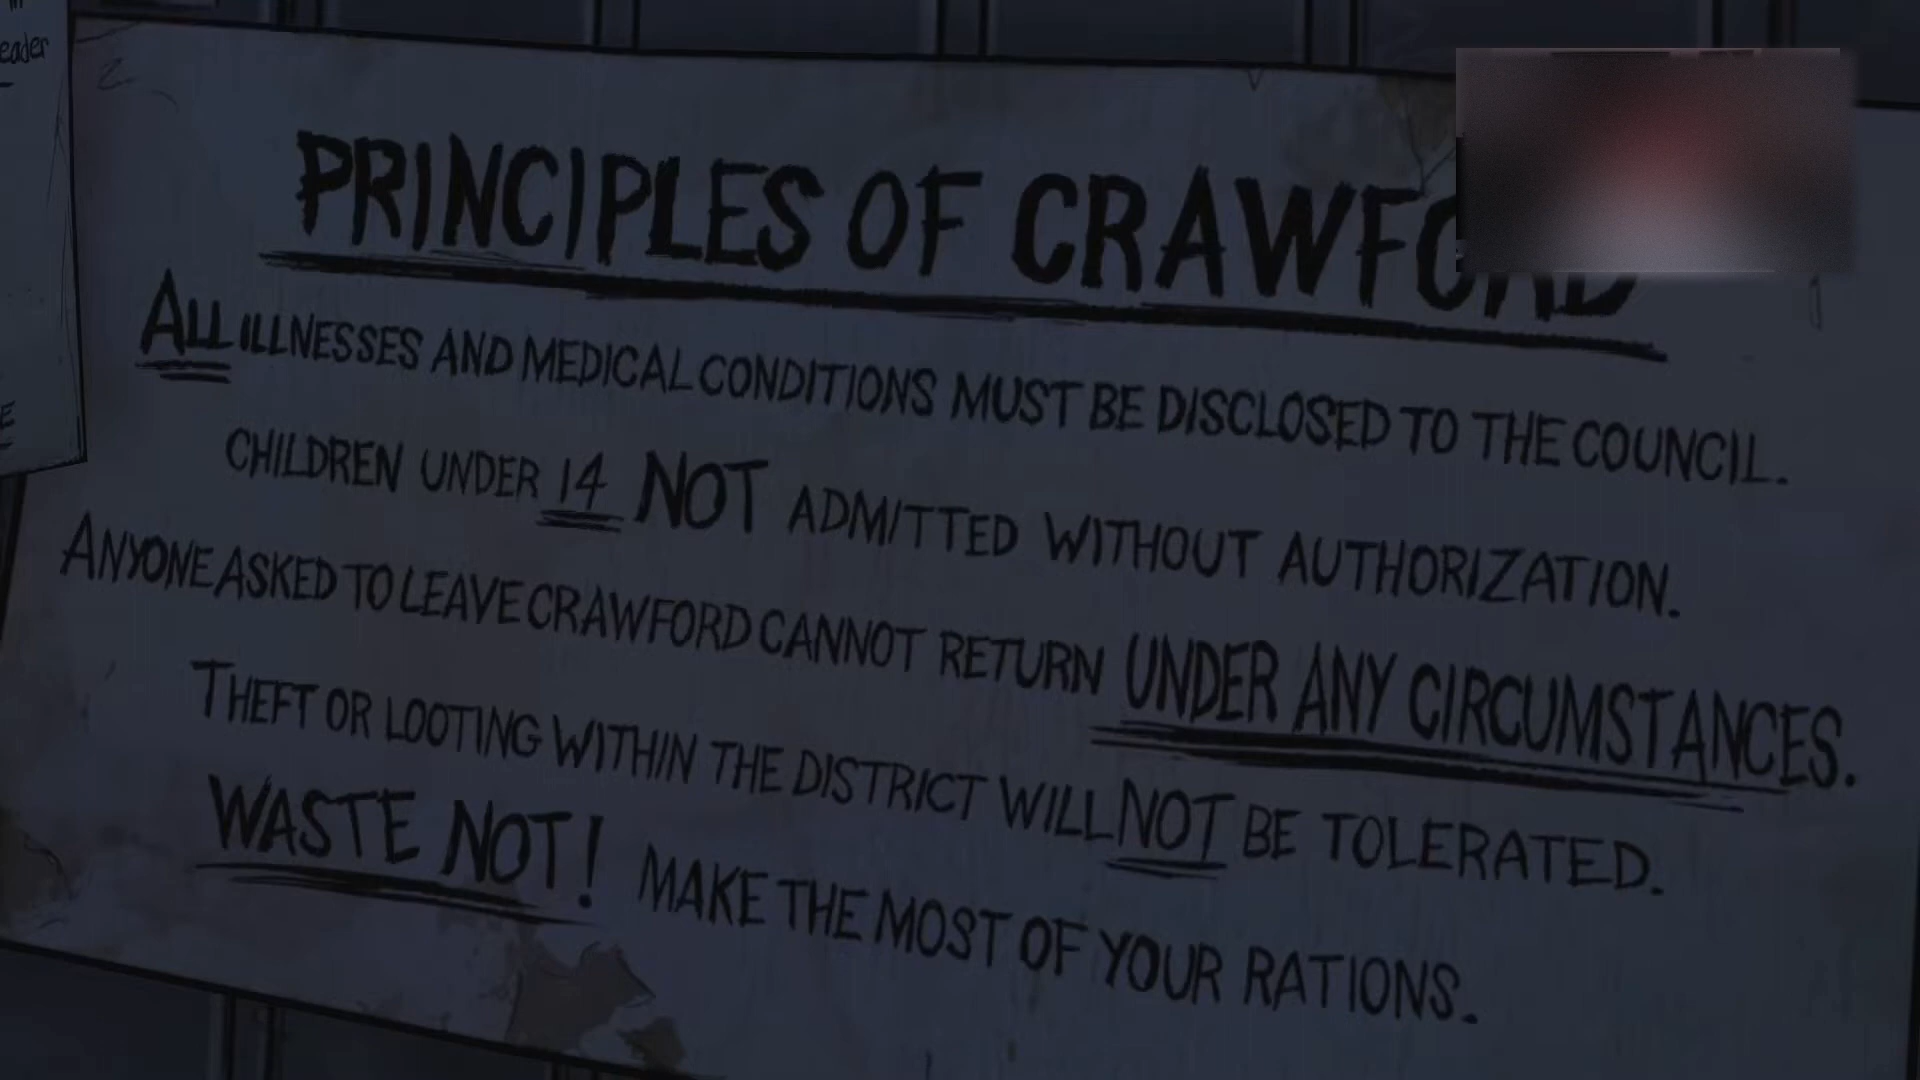 eader
PRINCIPLES OF CRAWFORD
ALL ILLNESSES AND MEDICAL CONDITIONS MUST BE DISCLOSED TO THE COUNCIL.
CHILDREN UNDER 14 NOT ADMITTED WITHOUT AUTHORIZATION.
ANYONE ASKED TO LEAVE CRAWFORD CANNOT RETURN UNDER ANY CIRCUMSTANCES.
THEFT OR LOOTING WITHIN THE DISTRICT WILL NOT BE TOLERATED.
WASTE NOT! MAKE THE MOST OF YOUR RATIONS.